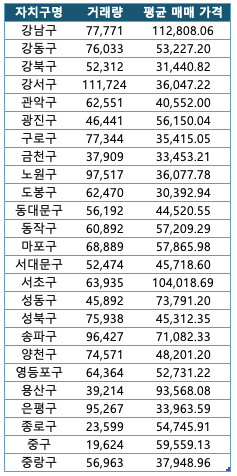 자치구명 거래량 평균 매매 가격
강남구 77,771 112,808.06
강동구 76,033 53,227.20
강북구 52,312 31,440.82
강서구 111,724 36,047.22
관악구 62,551 40,552.00
광진구 46,441 56,150.04
구로구 77,344 35,415.05
금천구 37,909 33,453.21
노원구 97,517 36,077.78
도봉구 62,470 30,392.94
동대문구 56,192 44,520.55
동작구 60,892 57,209.29
마포구 68,889 57,865.98
서대문구 52,474 45,718.60
서초구 63,935 104,018.69
성동구 45,892 73,791.20
성북구 75,938 45,312.35
송파구 96,427 71,082.33
양천구 74,571 48,201.20
영등포구 64,364 52,731.22
용산구 39,214 93,568.08
은평구 95,267 33,963.59
종로구 23,599 54,745.91
중구 19,624 59,559.13
중랑구 56,963 37,948.96